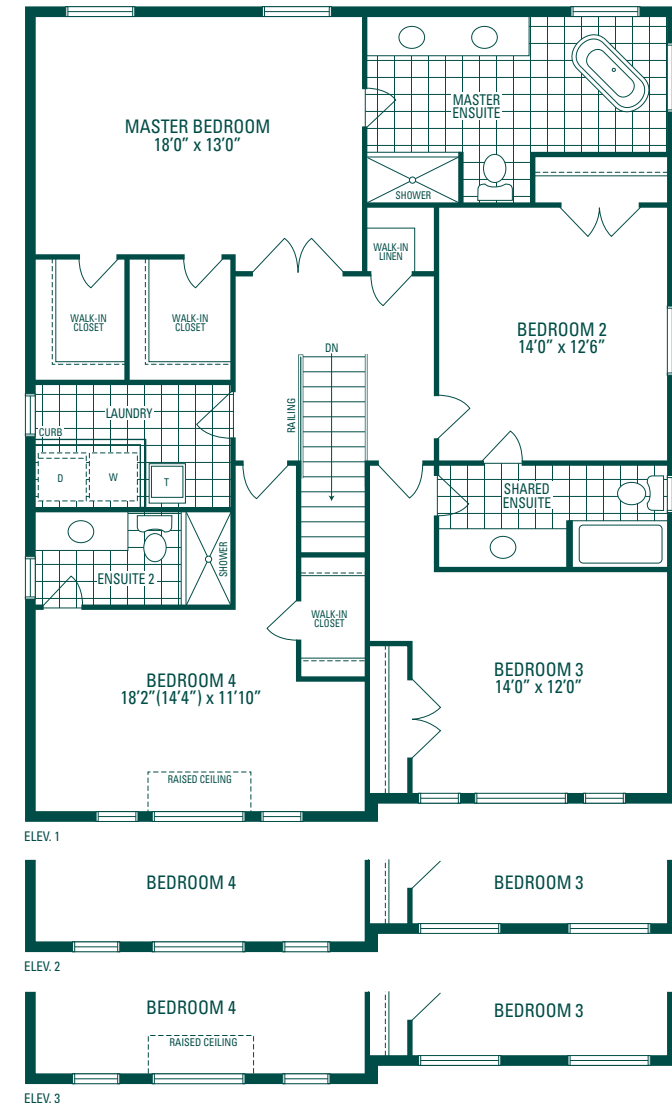 MASTER BEDROOM
18'0" x 13'0"
MASTER
ENSUITE
SHOWER
WALK-IN
LINEN
WALK-IN
CLOSET
WALK-IN
CLOSET
BEDROOM 2
14'0" x 12'6"
DN
RAILING
LAUNDRY
CURB
D
W
T
SHARED
ENSUITE
ENSUITE 2
SHOWER
WALK-IN
CLOSET
BEDROOM 4
18'2"(14'4") x 11'10"
BEDROOM 3
14'0" x 12'0"
RAISED CEILING
ELEV. 1
BEDROOM 4
BEDROOM 3
ELEV. 2
BEDROOM 4
BEDROOM 3
RAISED CEILING
ELEV. 3